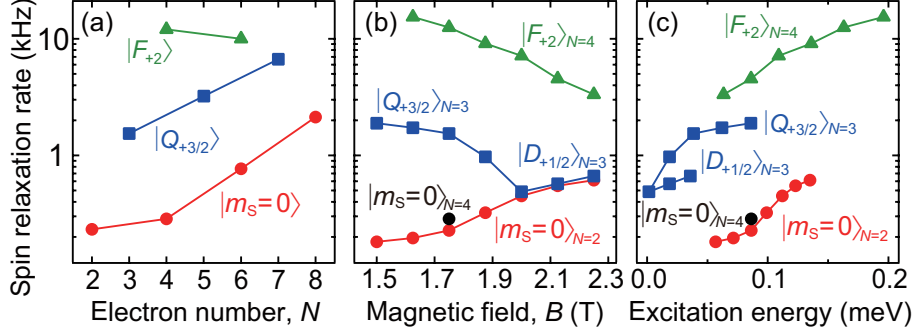 (a)
(b)
(c)
Spin relaxation rate (kHz)
10
1
|F+2⟩
|Q+3/2⟩
|mS=0⟩
2 3 4 5 6 7 8
Electron number, N
|F+2⟩N=4
|Q+3/2⟩N=3
|D+1/2⟩N=3
|mS=0⟩N=4
|mS=0⟩N=2
1.5 1.7 1.9 2.1 2.3
Magnetic field, B (T)
|F+2⟩N=4
|Q+3/2⟩N=3
|D+1/2⟩N=3
|mS=0⟩N=4
|mS=0⟩N=2
0.0 0.1 0.2
Excitation energy (meV)